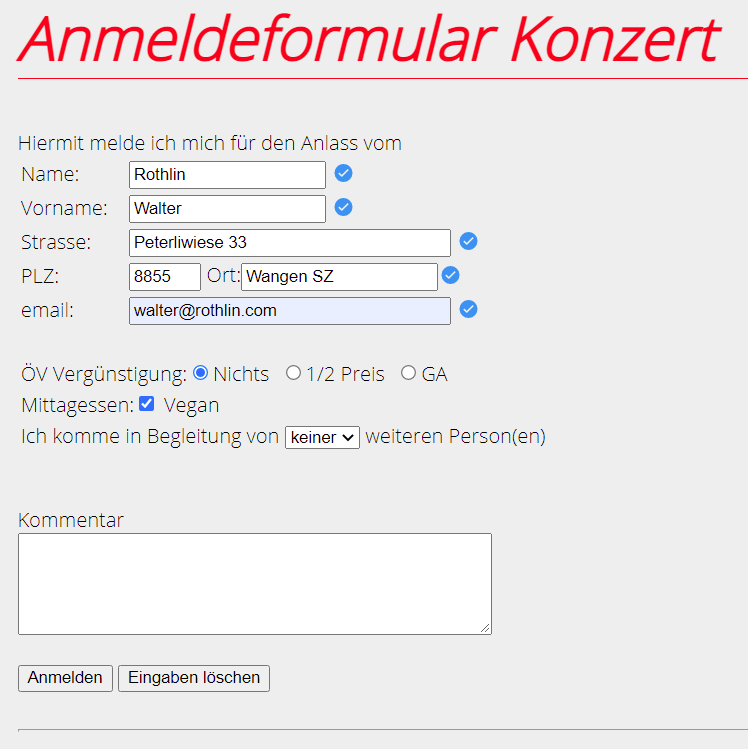 Anmeldeformular Konzert
Hiermit melde ich mich für den Anlass vom
Name: Rothlin
Vorname: Walter
Strasse: Peterliwiese 33
PLZ: 8855 Ort: Wangen SZ
email: walter@rothlin.com
ÖV Vergünstigung: Nichts 1/2 Preis GA
Mittagessen: Vegan
Ich komme in Begleitung von keiner weiteren Person(en)
Kommentar
Anmelden Eingaben löschen